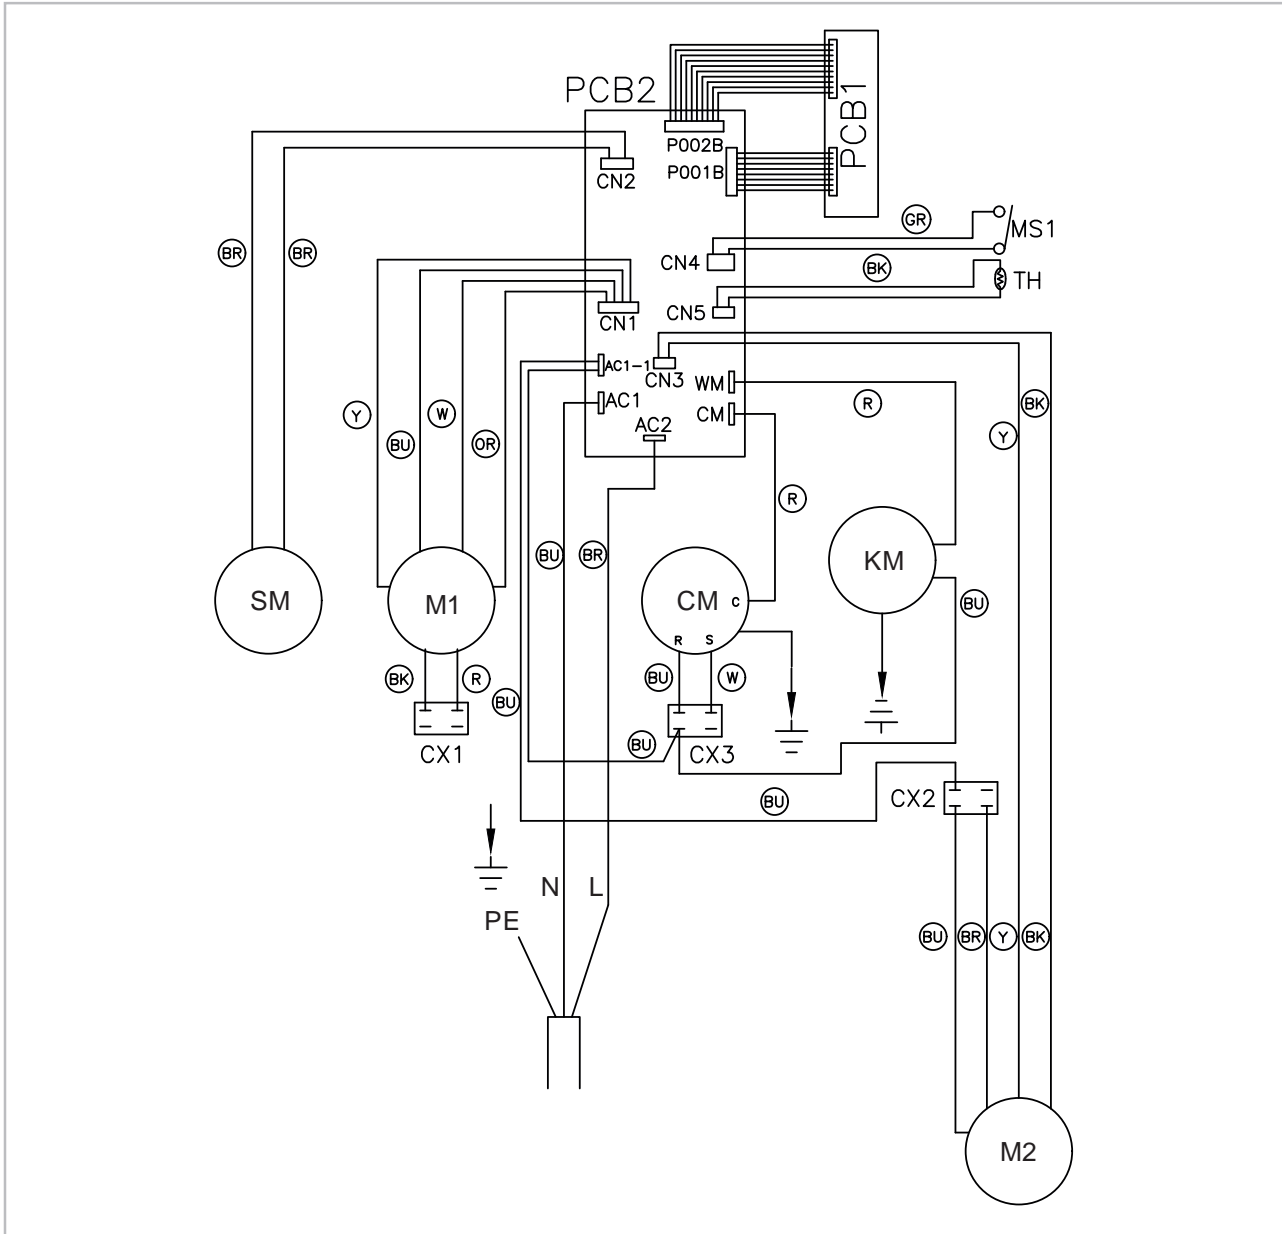 PCB2
PCB1
P002B
P001B
CN2
GR
MS1
BR
BR
CN4
BK
TH
CN5
CN1
AC1-1
CN3
WM
AC1
CM
AC2
R
BK
Y
BU
W
OR
Y
R
BU
BR
KM
SM
M1
CM
C
R
S
BU
BK
R
BU
W
BU
BU
CX1
CX3
BU
CX2
N
L
PE
BU
BR
Y
BK
M2